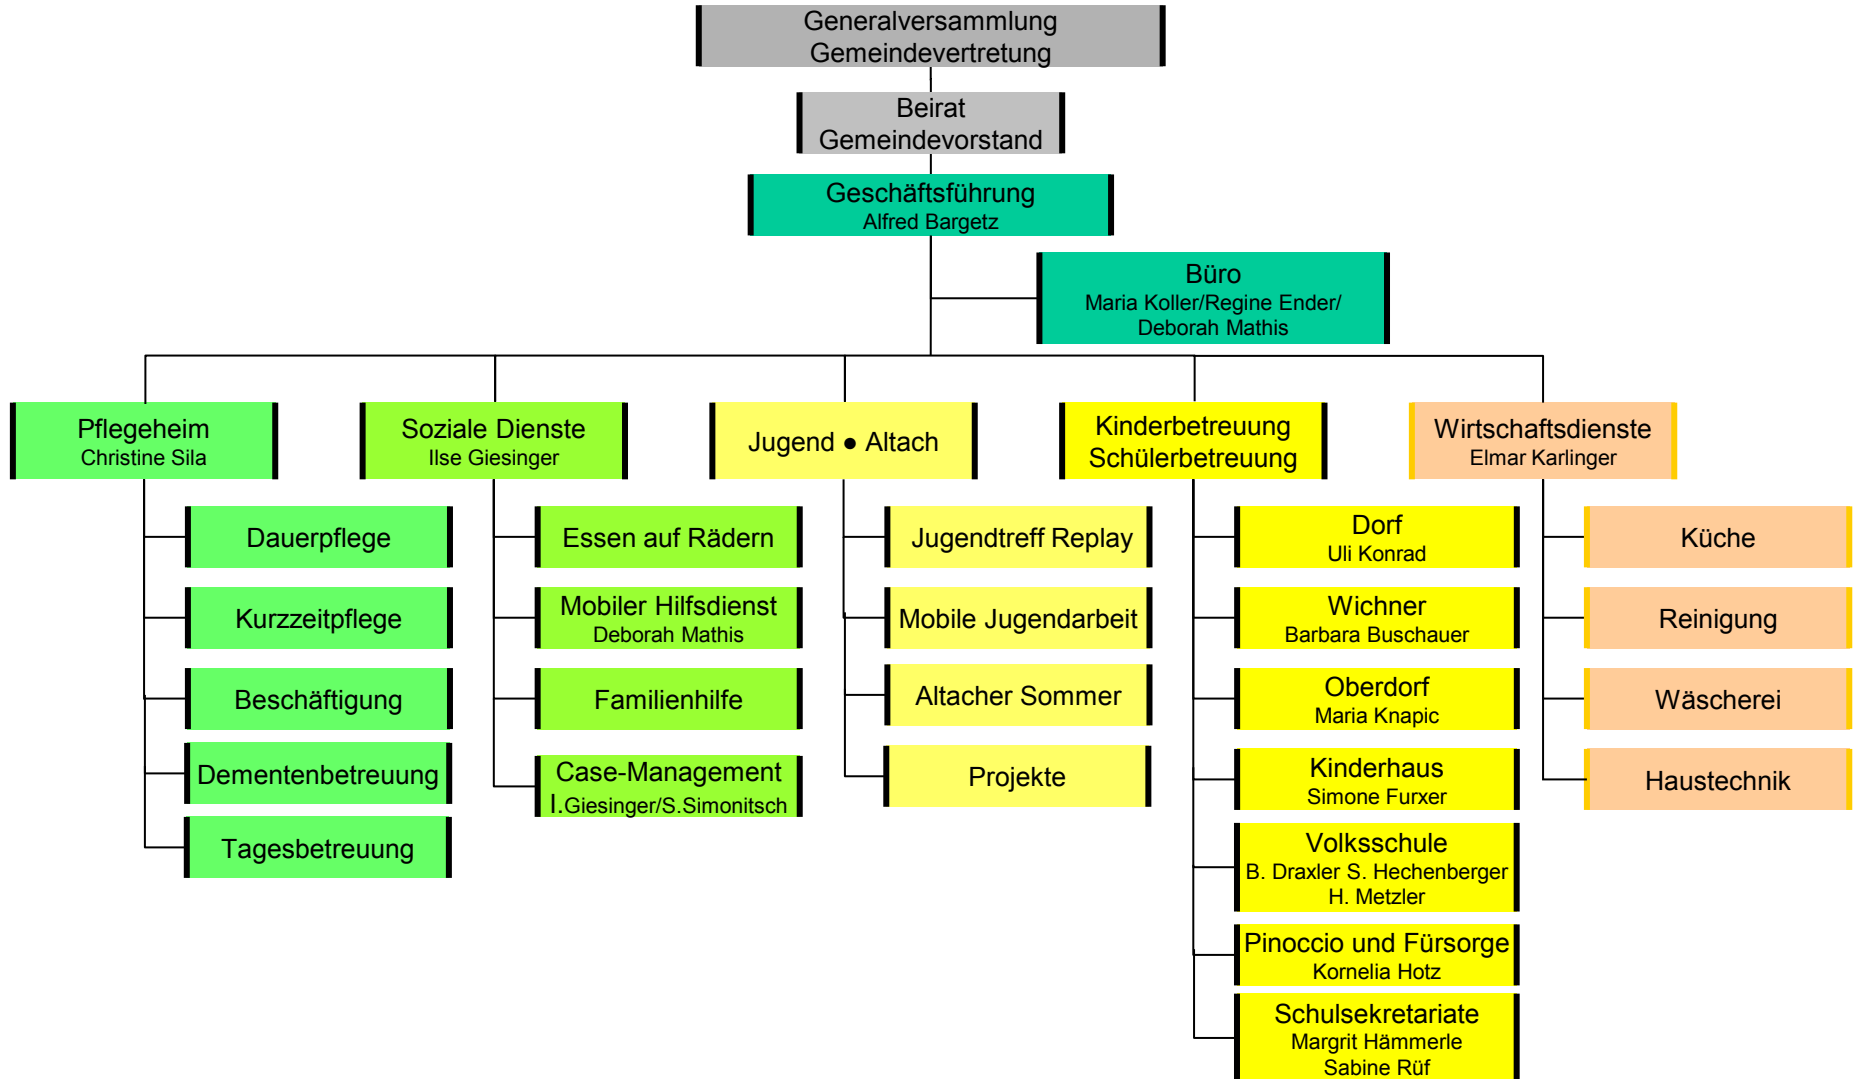 Generalversammlung
Gemeindevertretung
Beirat
Gemeindevorstand
Geschäftsführung
Alfred Bargetz
Büro
Maria Koller/Regine Ender/
Deborah Mathis
Pflegeheim
Christine Sila
Dauerpflege
Kurzzeitpflege
Beschäftigung
Dementenbetreuung
Tagesbetreuung
Soziale Dienste
Ilse Giesinger
Essen auf Rädern
Mobiler Hilfsdienst
Deborah Mathis
Familienhilfe
Case-Management
I.Giesinger/S.Simonitsch
Jugend ● Altach
Jugendtreff Replay
Mobile Jugendarbeit
Altacher Sommer
Projekte
Kinderbetreuung
Schülerbetreuung
Dorf
Uli Konrad
Wichner
Barbara Buschauer
Oberdorf
Maria Knapic
Kinderhaus
Simone Furxer
Volksschule
B. Draxler S. Hechenberger
H. Metzler
Pinoccio und Fürsorge
Kornelia Hotz
Schulsekretariate
Margrit Hämmerle
Sabine Rüf
Wirtschaftsdienste
Elmar Karlinger
Küche
Reinigung
Wäscherei
Haustechnik